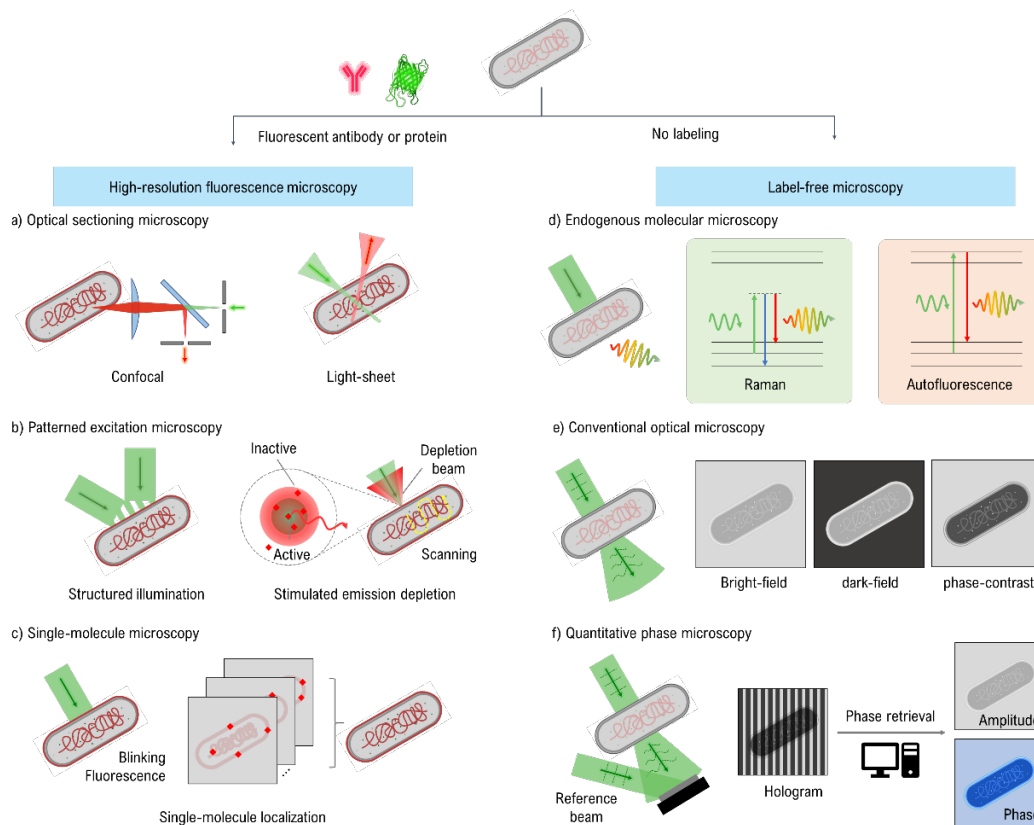 Fluorescent antibody or protein
No labeling
High-resolution fluorescence microscopy
Label-free microscopy
a) Optical sectioning microscopy
Confocal
Light-sheet
b) Patterned excitation microscopy
Inactive
Active
Depletion
beam
Scanning
Structured illumination
Stimulated emission depletion
c) Single-molecule microscopy
Blinking
Fluorescence
Single-molecule localization
d) Endogenous molecular microscopy
Raman
Autofluorescence
e) Conventional optical microscopy
Bright-field
dark-field
phase-contrast
f) Quantitative phase microscopy
Reference
beam
Hologram
Phase retrieval
Amplitude
Phase